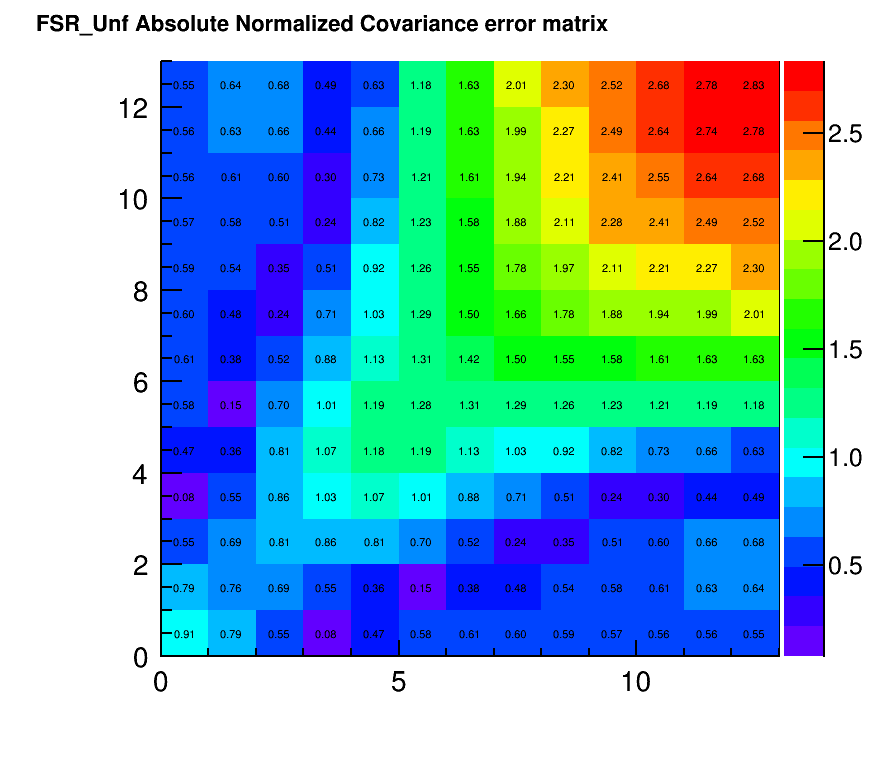 FSR_Unf Absolute Normalized Covariance error matrix
0.55 0.64 0.68 0.49 0.63 1.18 1.63 2.01 2.30 2.52 2.68 2.78 2.83
12
2.5
0.56 0.63 0.66 0.44 0.66 1.19 1.63 1.99 2.27 2.49 2.64 2.74 2.78
0.56 0.61 0.60 0.30 0.73 1.21 1.61 1.94 2.21 2.41 2.55 2.64 2.68
10
0.57 0.58 0.51 0.24 0.82 1.23 1.58 1.88 2.11 2.28 2.41 2.49 2.52
2.0
0.59 0.54 0.35 0.51 0.92 1.26 1.55 1.78 1.97 2.11 2.21 2.27 2.30
8
0.60 0.48 0.24 0.71 1.03 1.29 1.50 1.66 1.78 1.88 1.94 1.99 2.01
1.5
0.61 0.38 0.52 0.88 1.13 1.31 1.42 1.50 1.55 1.58 1.61 1.63 1.63
6
0.58 0.15 0.70 1.01 1.19 1.28 1.31 1.29 1.26 1.23 1.21 1.19 1.18
0.47 0.36 0.81 1.07 1.18 1.19 1.13 1.03 0.92 0.82 0.73 0.66 0.63
1.0
4
0.08 0.55 0.86 1.03 1.07 1.01 0.88 0.71 0.51 0.24 0.30 0.44 0.49
0.55 0.69 0.81 0.86 0.81 0.70 0.52 0.24 0.35 0.51 0.60 0.66 0.68
2
0.5
0.79 0.76 0.69 0.55 0.36 0.15 0.38 0.48 0.54 0.58 0.61 0.63 0.64
0.91 0.79 0.55 0.08 0.47 0.58 0.61 0.60 0.59 0.57 0.56 0.56 0.55
0
0 5 10